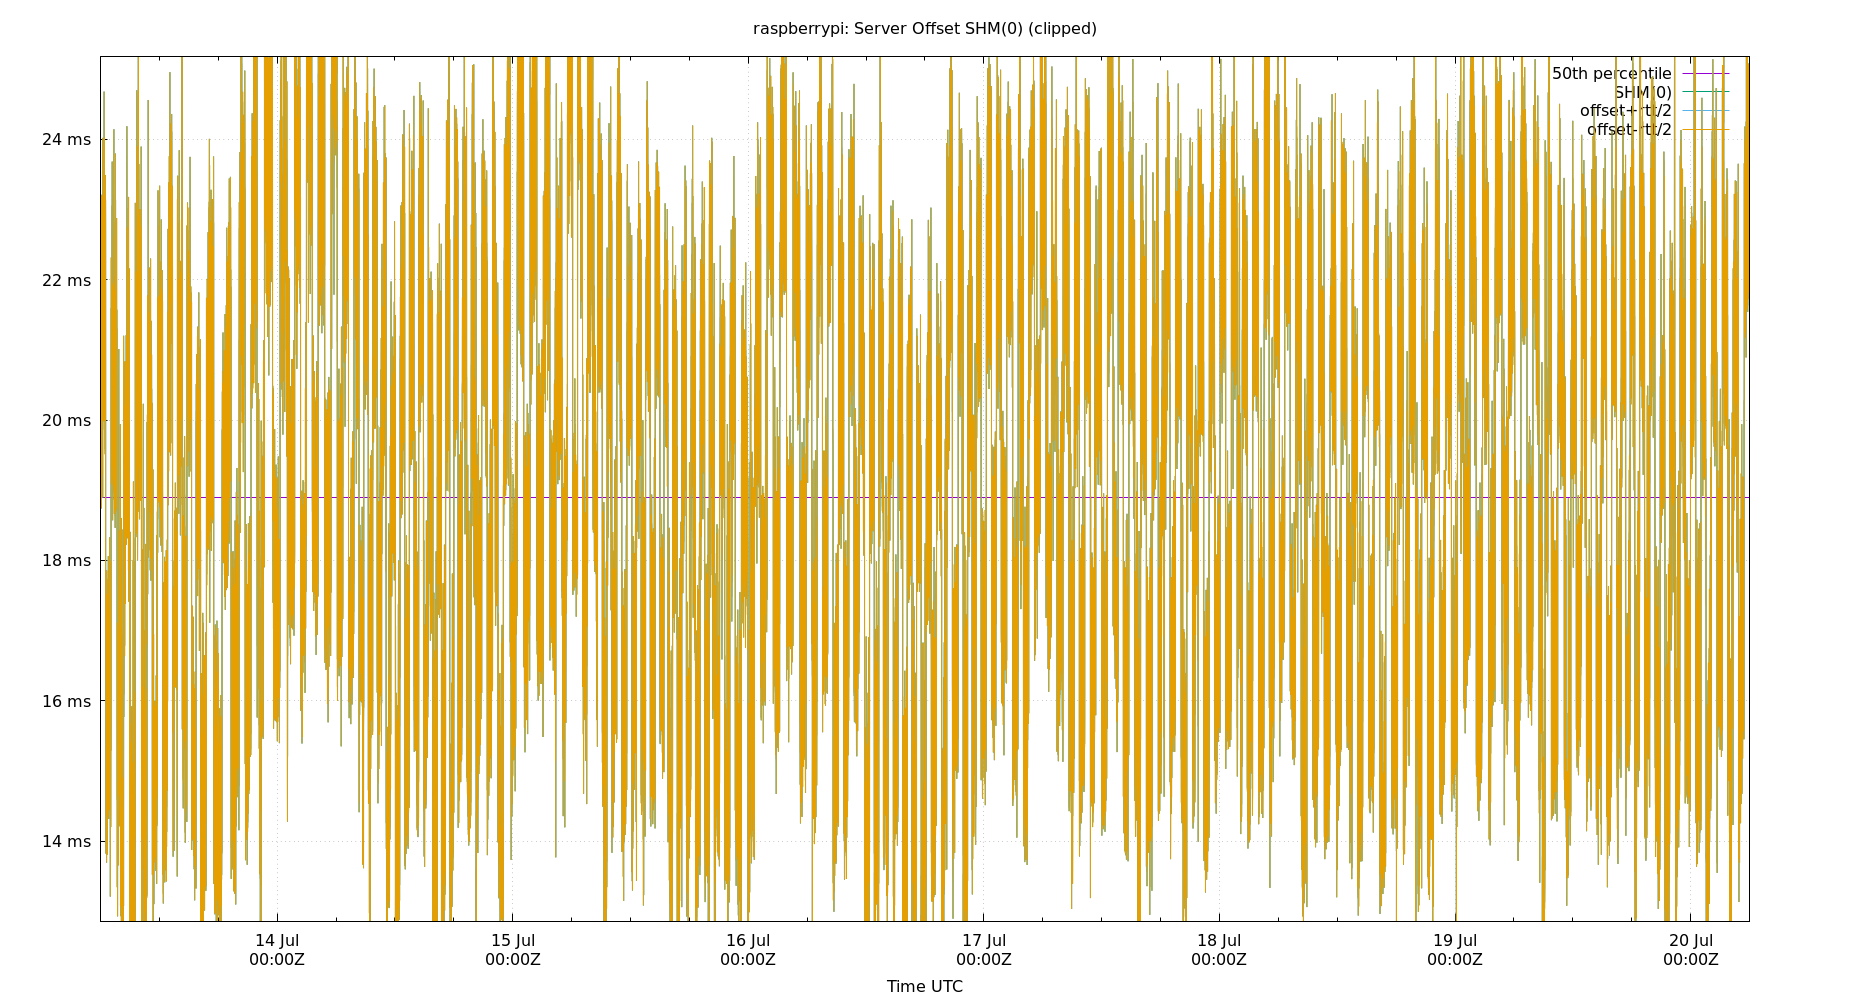 raspberrypi: Server Offset SHM(0) (clipped)
50th percentile
SHM(0)
offset+rtt/2
offset-rtt/2
24 ms
22 ms
20 ms
18 ms
16 ms
14 ms
14 Jul 15 Jul 16 Jul 17 Jul 18 Jul 19 Jul 20 Jul
00:00Z 00:00Z 00:00Z 00:00Z 00:00Z 00:00Z 00:00Z
Time UTC